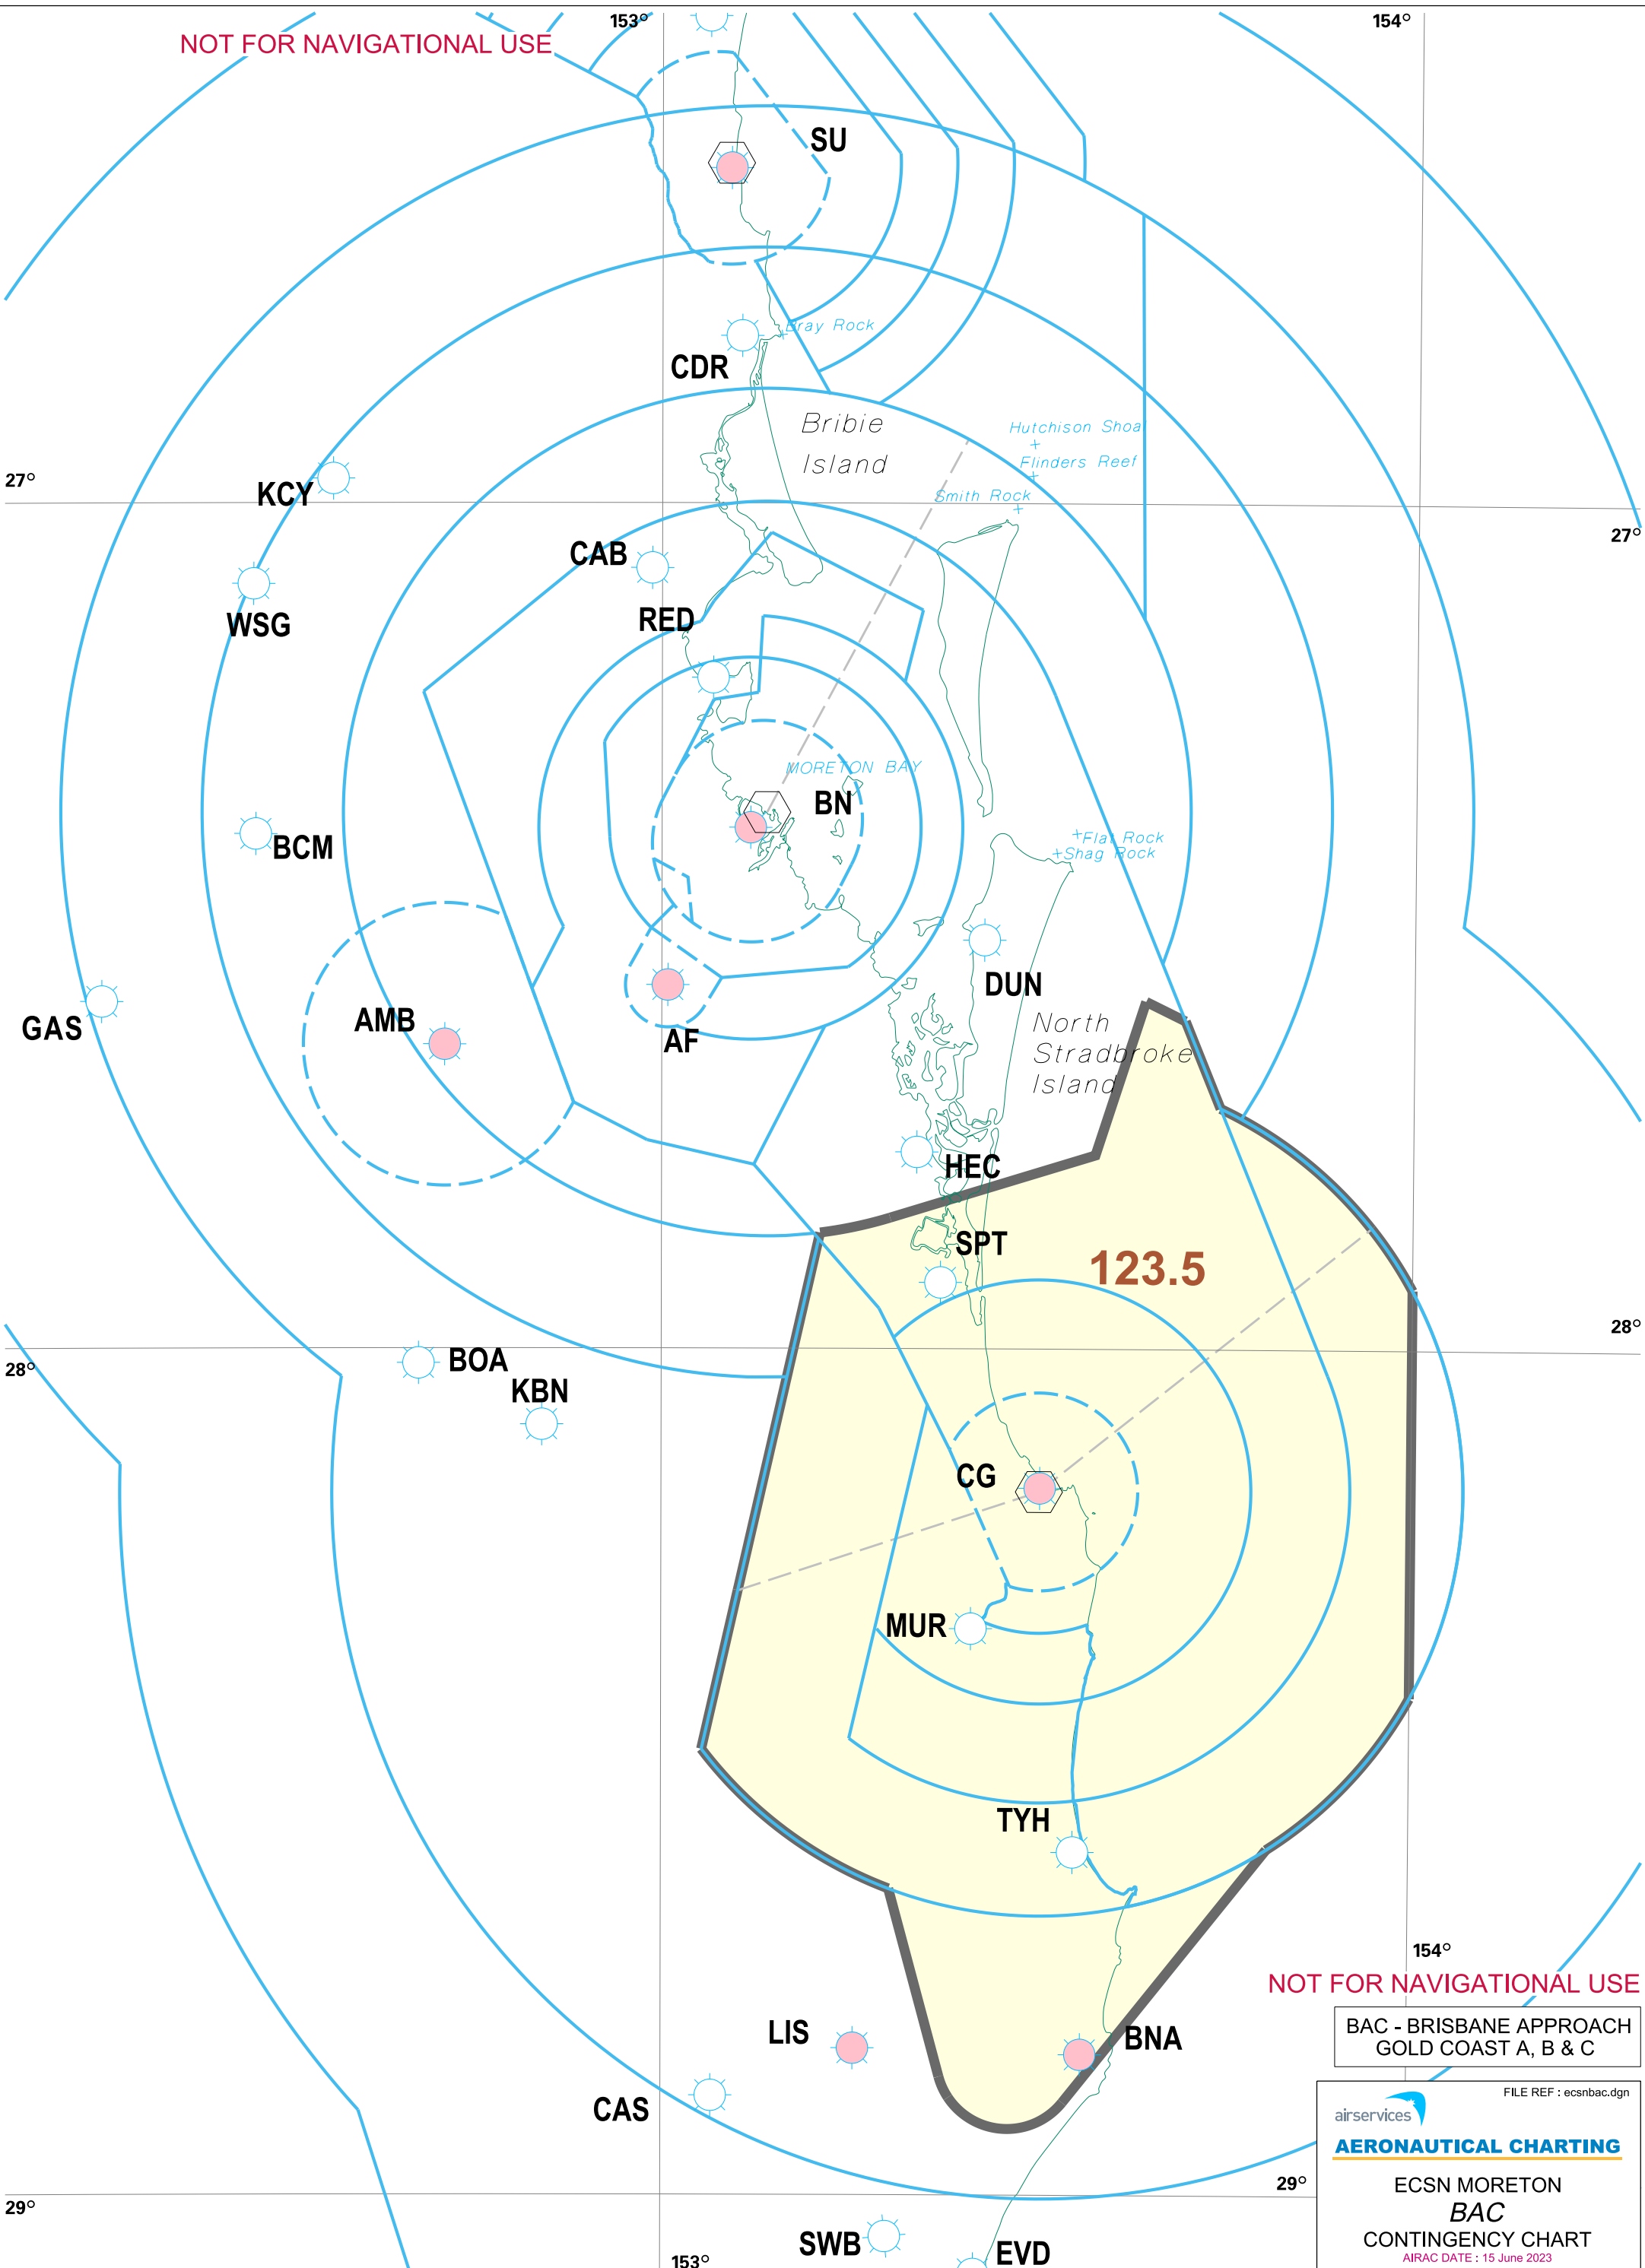 153°
154°
NOT FOR NAVIGATIONAL USE
SU
Bray Rock
CDR
Bribie
Island
Hutchison Shoal
Flinders Reef
Smith Rock
27°
KCY
27°
CAB
WSG
RED
MORETON BAY
BN
BCM
Flat Rock
Shag Rock
DUN
GAS
AMB
AF
North
Stradbroke
Island
HEC
SPT
123.5
28°
28°
BOA
KBN
CG
MUR
TYH
154°
NOT FOR NAVIGATIONAL USE
BAC - BRISBANE APPROACH
GOLD COAST A, B & C
LIS
BNA
CAS
FILE REF : ecsnbac.dgn
airservices
AERONAUTICAL CHARTING
ECSN MORETON
BAC
CONTINGENCY CHART
AIRAC DATE : 15 June 2023
29°
29°
SWB
EVD
153°